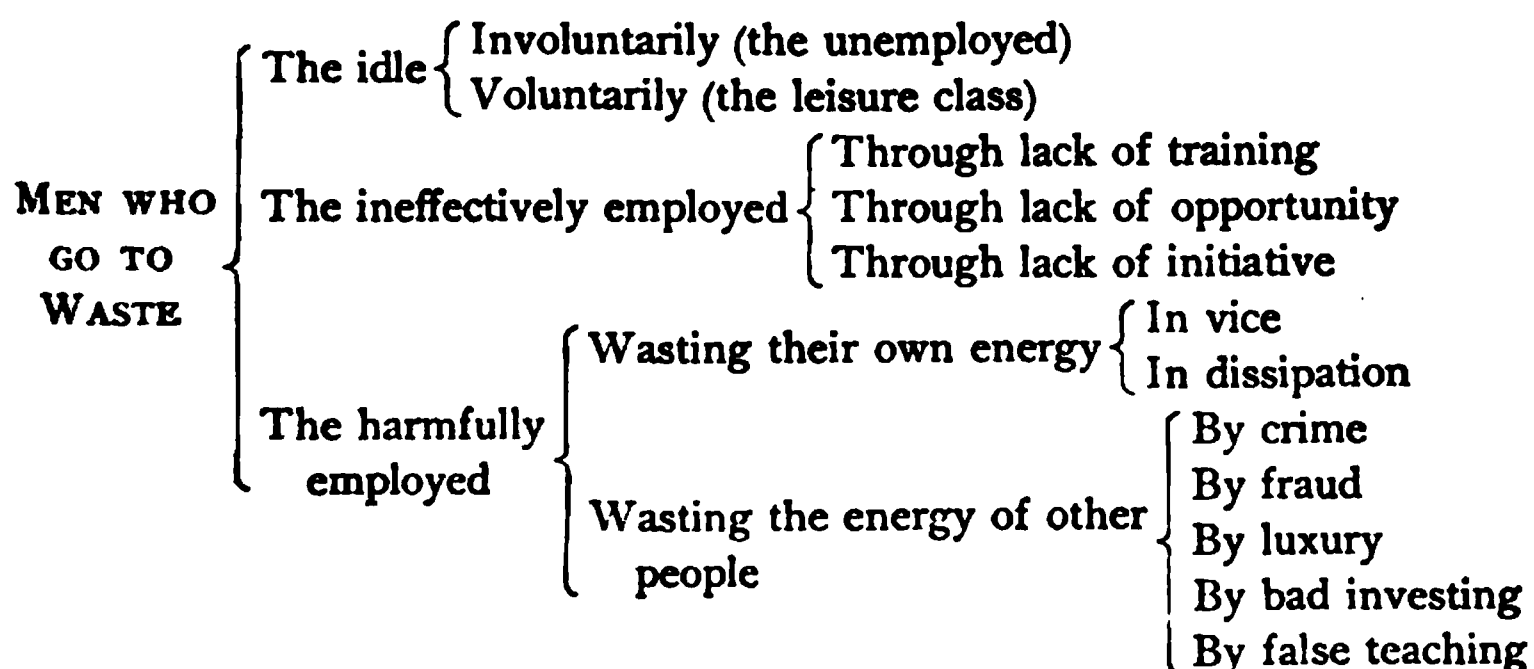 The idle
Involuntarily (the unemployed)
Voluntarily (the leisure class)
MEN WHO
GO TO
WASTE
The ineffectively employed
Through lack of training
Through lack of opportunity
Through lack of initiative
The harmfully
employed
Wasting their own energy
In vice
In dissipation
Wasting the energy of other
people
By crime
By fraud
By luxury
By bad investing
By false teaching